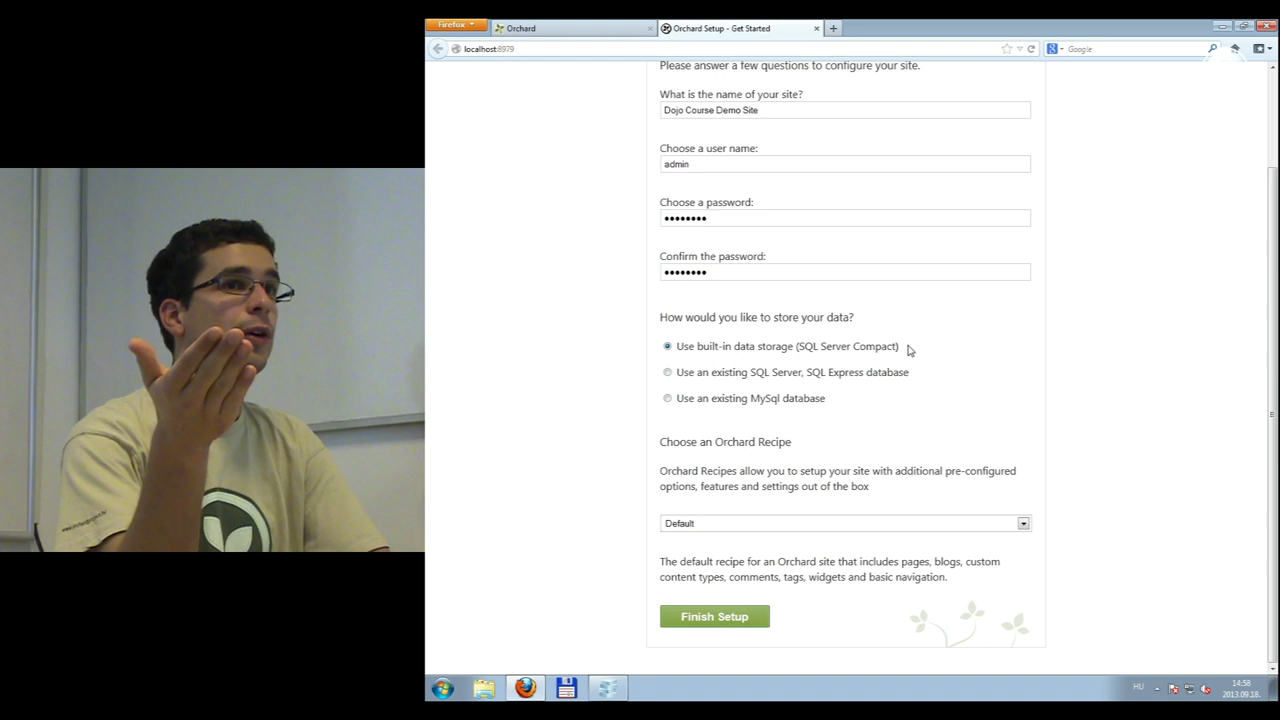 Firefox
Orchard
Orchard Setup - Get Started
localhost:8979
Google
Please answer a few questions to configure your site.
What is the name of your site?
Dojo Course Demo Site
Choose a user name:
admin
Choose a password:
••••••••
Confirm the password:
••••••••
How would you like to store your data?
Use built-in data storage (SQL Server Compact)
Use an existing SQL Server, SQL Express database
Use an existing MySql database
Choose an Orchard Recipe
Orchard Recipes allow you to setup your site with additional pre-configured
options, features and settings out of the box
Default
The default recipe for an Orchard site that includes pages, blogs, custom
content types, comments, tags, widgets and basic navigation.
Finish Setup
HU
14:58
2013.09.18.